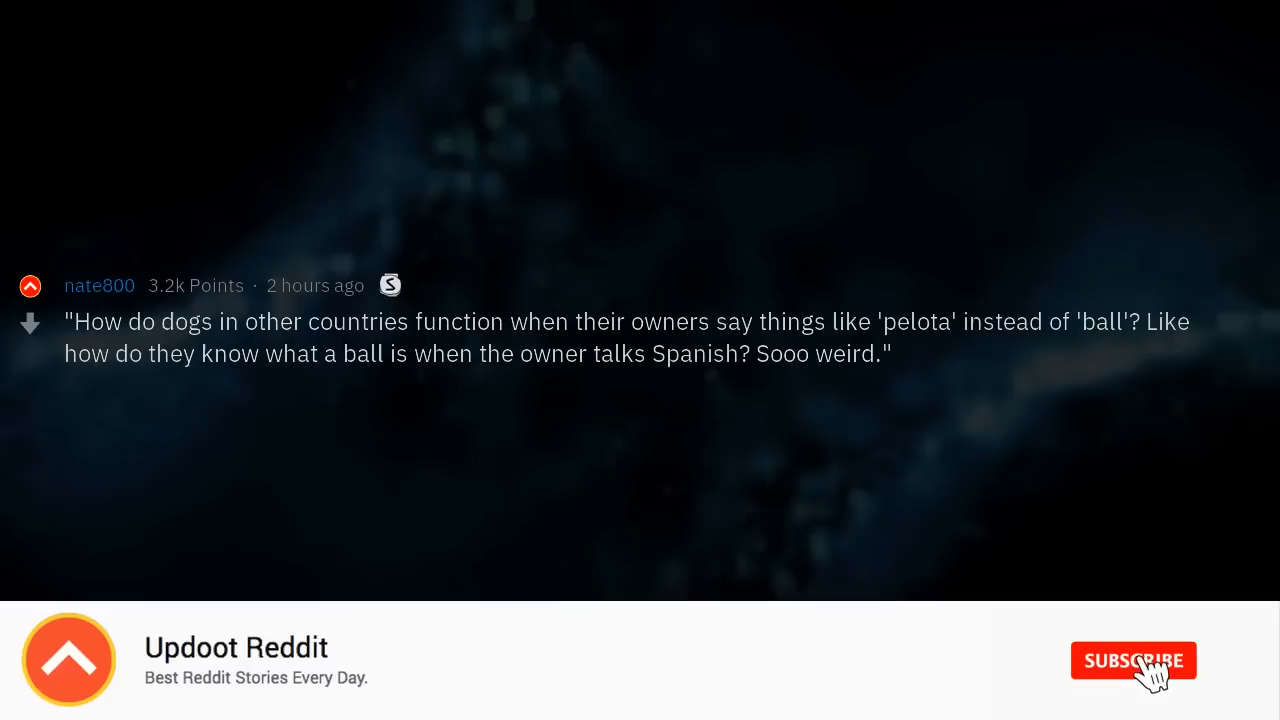 nate800 3.2k Points · 2 hours ago S
"How do dogs in other countries function when their owners say things like 'pelota' instead of 'ball'? Like
how do they know what a ball is when the owner talks Spanish? Sooo weird."
Updoot Reddit
Best Reddit Stories Every Day.
SUBSCRIBE